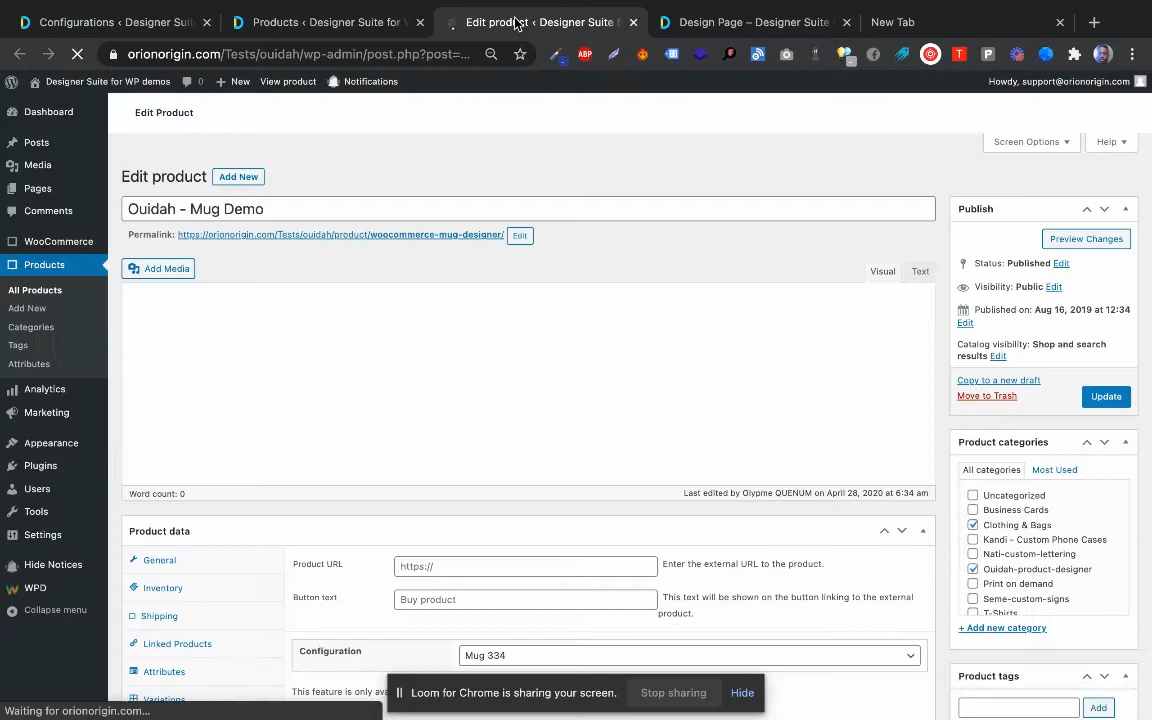 Configurations ‹ Designer Suit
Products ‹ Designer Suite for W
Edit product ‹ Designer Suite f
Design Page – Designer Suite
New Tab
orionorigin.com/Tests/ouidah/wp-admin/post.php?post=...
Designer Suite for WP demos
New
View product
Notifications
Howdy, support@orionorigin.com
Dashboard
Posts
Media
Pages
Comments
WooCommerce
Products
All Products
Add New
Categories
Tags
Attributes
Analytics
Marketing
Appearance
Plugins
Users
Tools
Settings
Hide Notices
WPD
Collapse menu
Edit Product
Screen Options
Help
Edit product
Add New
Ouidah - Mug Demo
Permalink: https://orionorigin.com/Tests/ouidah/product/woocommerce-mug-designer/ Edit
Add Media
Visual
Text
Word count: 0
Last edited by Olypme QUENUM on April 28, 2020 at 6:34 am
Product data
General
Inventory
Shipping
Linked Products
Attributes
Variations
Product URL
https://
Enter the external URL to the product.
Button text
Buy product
This text will be shown on the button linking to the external
product.
Configuration
Mug 334
This feature is only ava
Publish
Preview Changes
Status: Published Edit
Visibility: Public Edit
Published on: Aug 16, 2019 at 12:34
Edit
Catalog visibility: Shop and search
results Edit
Copy to a new draft
Move to Trash
Update
Product categories
All categories
Most Used
Uncategorized
Business Cards
Clothing & Bags
Kandi - Custom Phone Cases
Nati-custom-lettering
Ouidah-product-designer
Print on demand
Seme-custom-signs
T-Shirts
+ Add new category
Product tags
Add
Loom for Chrome is sharing your screen.
Stop sharing
Hide
Waiting for orionorigin.com...